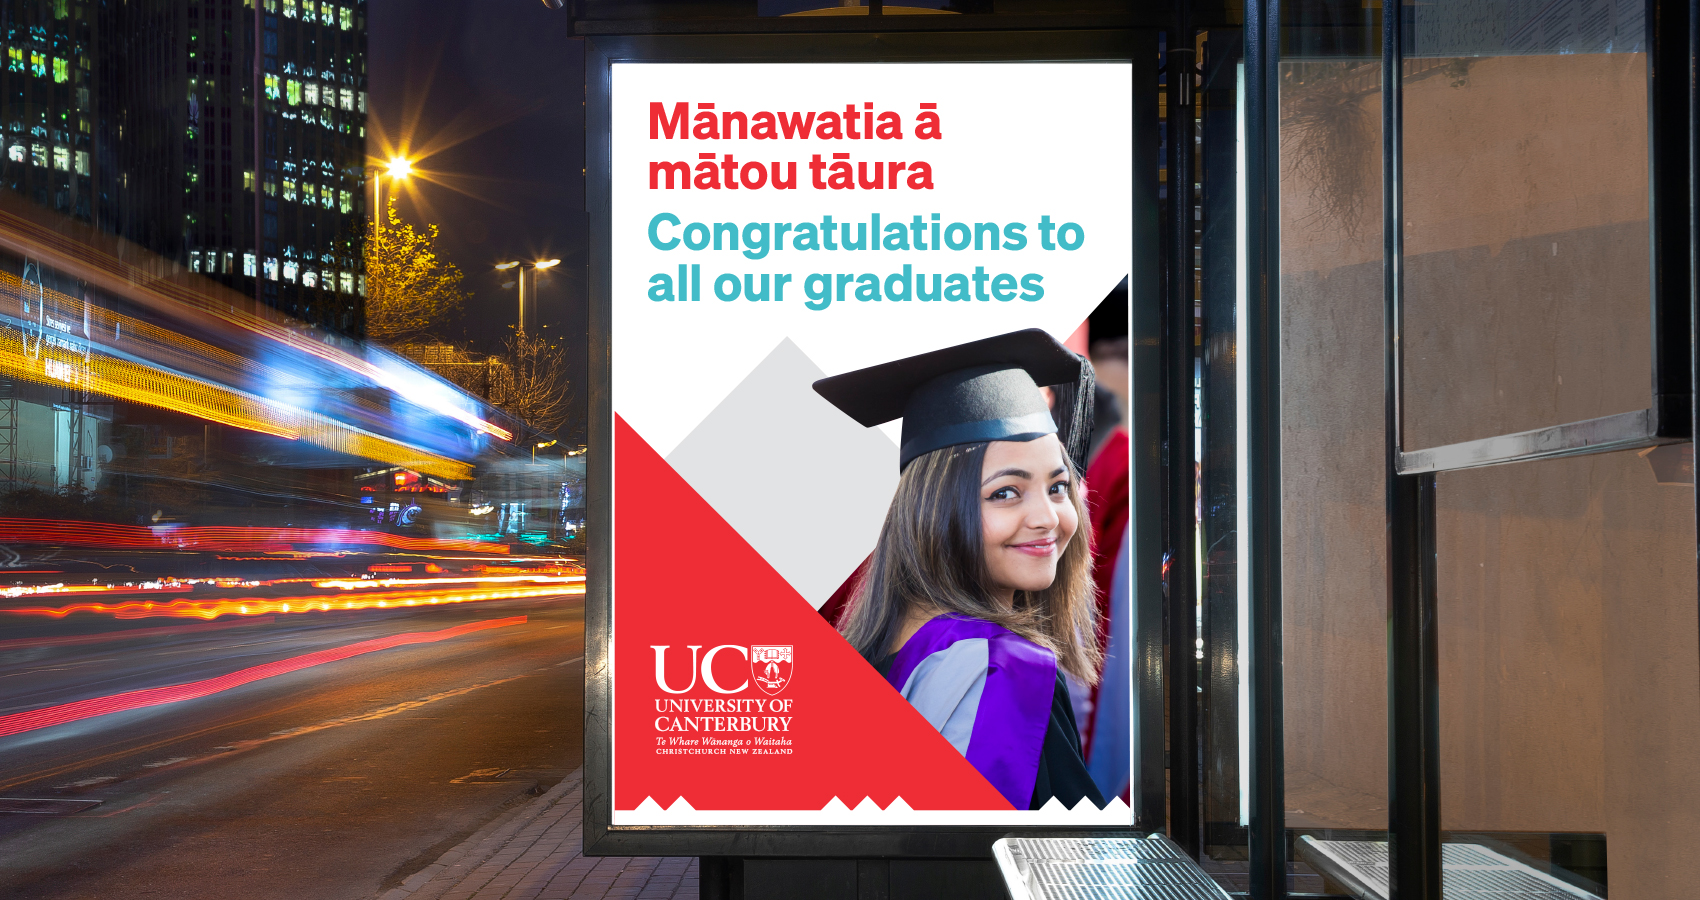 Mānawatia ā
mātou tāura
Congratulations to
all our graduates
UC
UNIVERSITY OF
CANTERBURY
Te Whare Wānanga o Waitaha
CHRISTCHURCH NEW ZEALAND